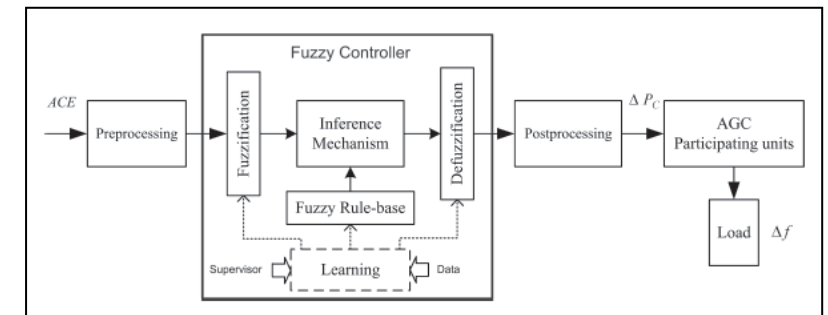 Fuzzy Controller
ACE
Preprocessing
Fuzzification
Inference
Mechanism
Defuzzification
Postprocessing
Δ P_C
AGC
Participating units
Fuzzy Rule-base
Load
Δf
Supervisor
Learning
Data